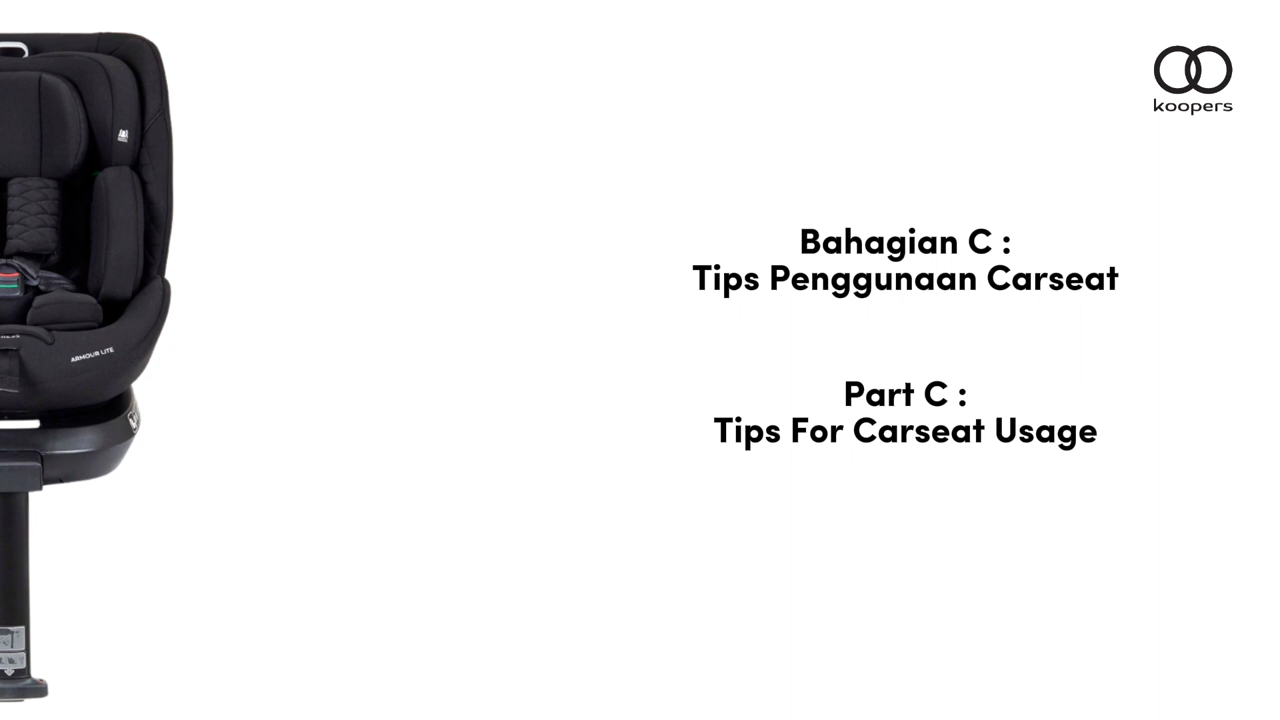 koopers
Bahagian C :
Tips Penggunaan Carseat
Part C :
Tips For Carseat Usage
ARMOUR LITE